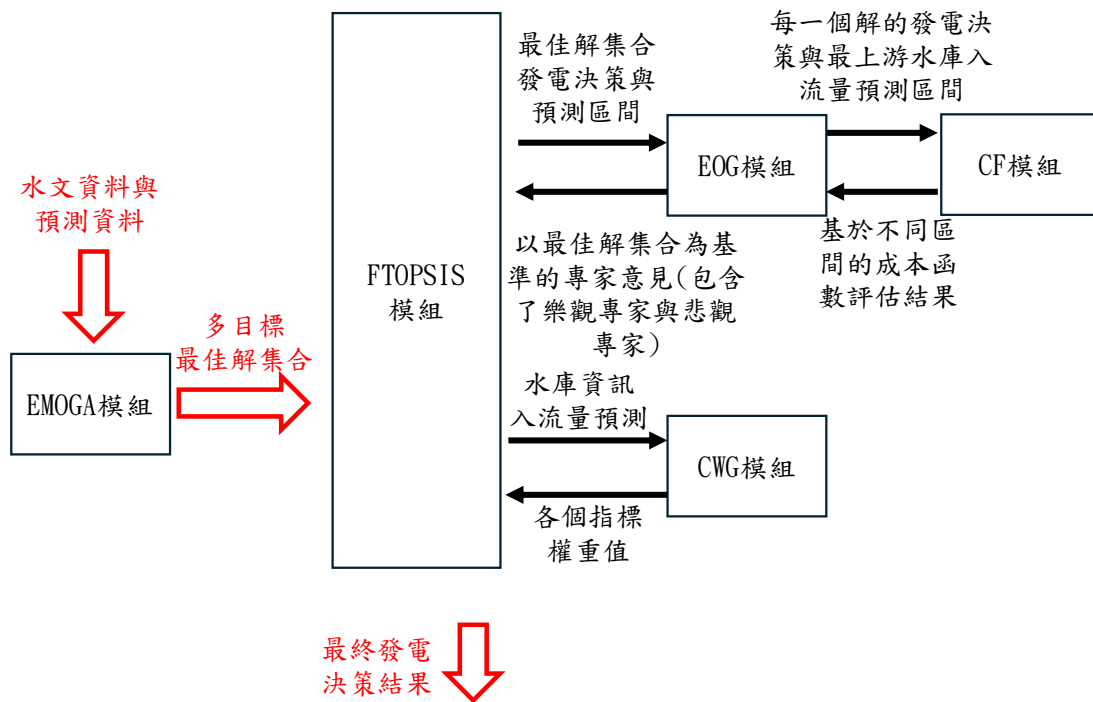 每一個解的發電決
策與最上游水庫入
流量預測區間
最佳解集合
發電決策與
預測區間
EOG模組
CF模組
水文資料與
預測資料
基於不同區
間的成本函
數評估結果
以最佳解集合為基
準的專家意見(包含
了樂觀專家與悲觀
專家)
FTOPSIS
模組
多目標
最佳解集合
EMOGA模組
水庫資訊
入流量預測
CWG模組
各個指標
權重值
最終發電
決策結果